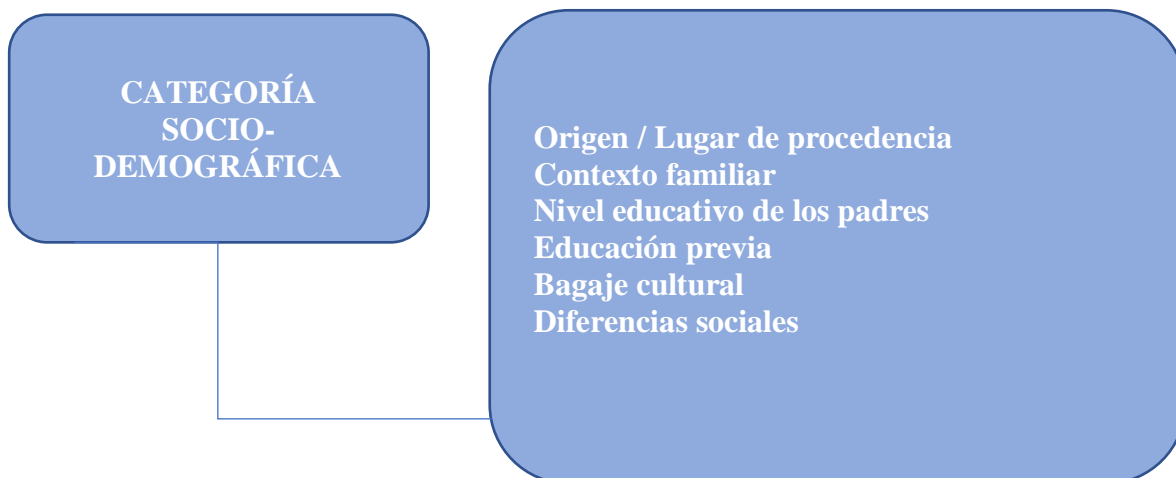 CATEGORÍA
SOCIO-
DEMOGRÁFICA
Origen / Lugar de procedencia
Contexto familiar
Nivel educativo de los padres
Educación previa
Bagaje cultural
Diferencias sociales